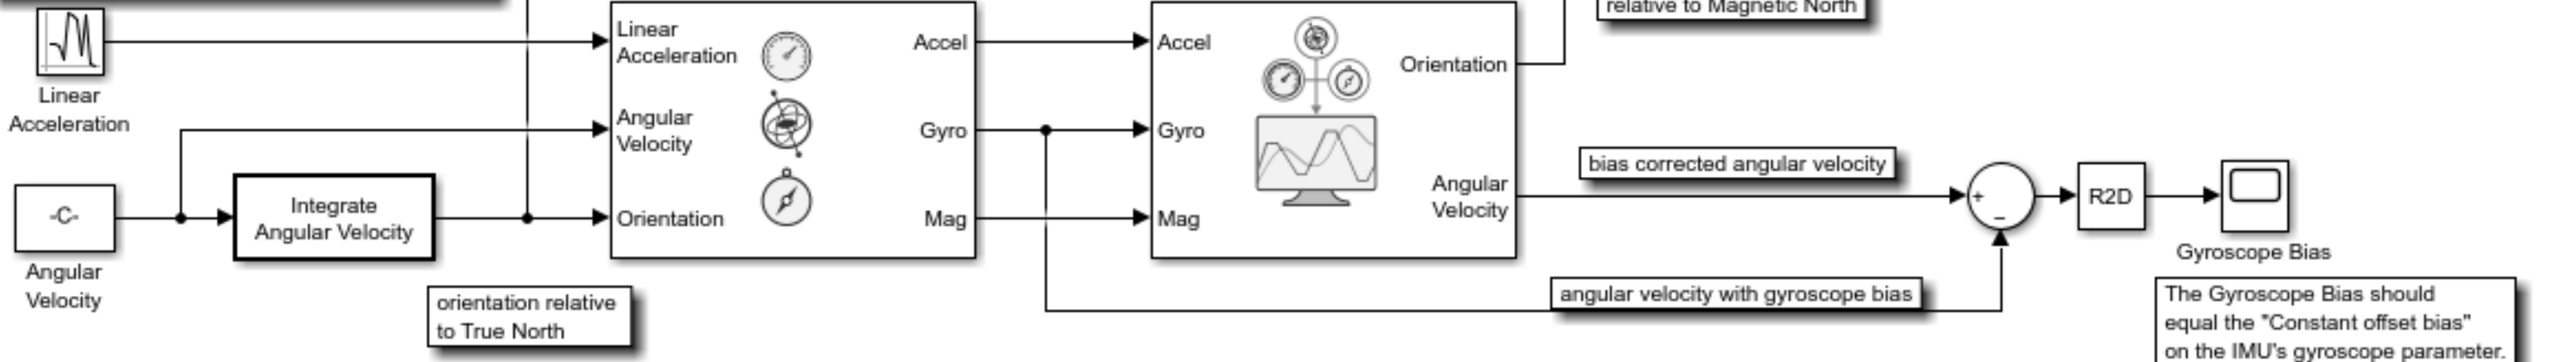 relative to Magnetic North
Linear
Acceleration
Linear
Acceleration
Accel
Accel
Orientation
Angular
Velocity
Gyro
Gyro
bias corrected angular velocity
-C-
Angular
Velocity
Integrate
Angular Velocity
Orientation
Mag
Mag
Angular
Velocity
+
−
R2D
Gyroscope Bias
orientation relative
to True North
angular velocity with gyroscope bias
The Gyroscope Bias should
equal the "Constant offset bias"
on the IMU's gyroscope parameter.